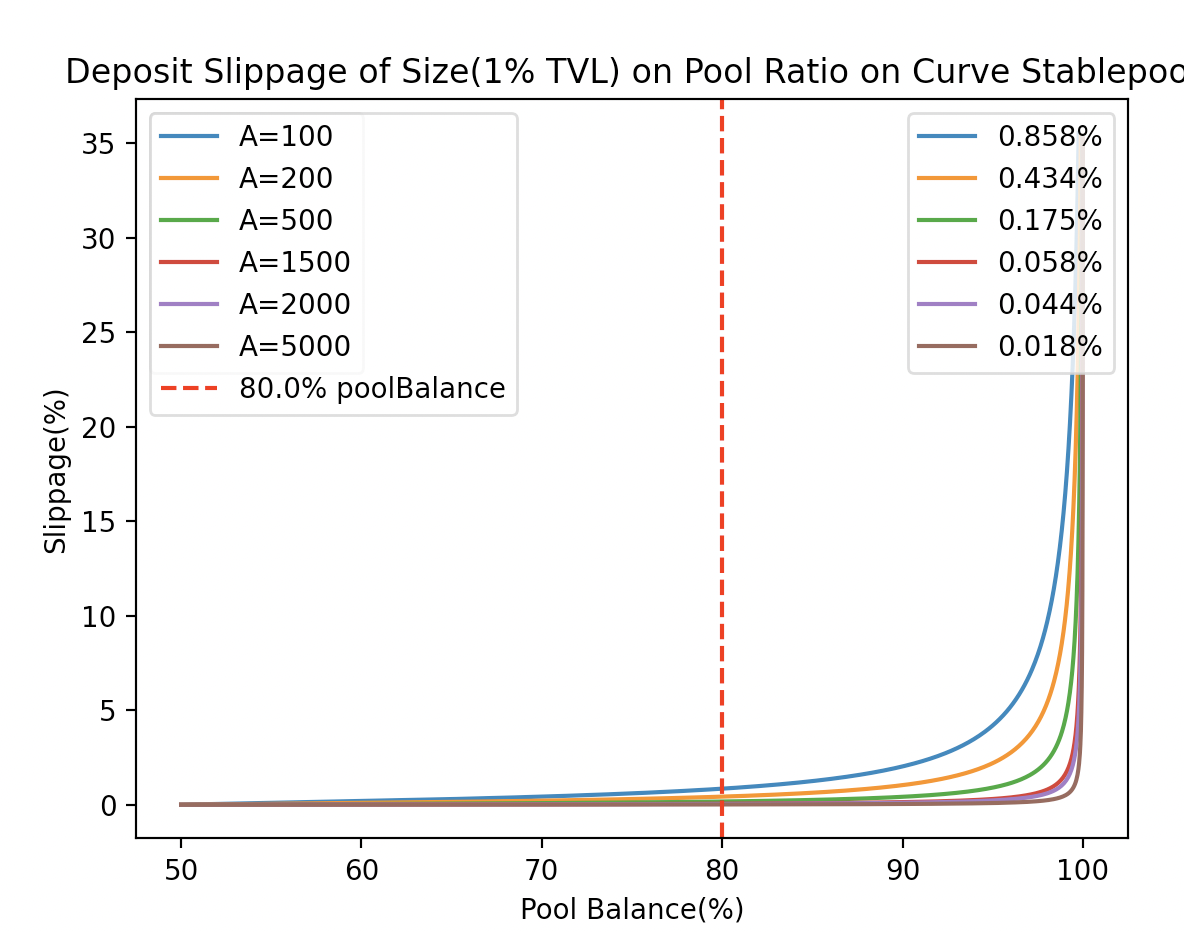 Deposit Slippage of Size(1% TVL) on Pool Ratio on Curve Stablepoo
A=100
A=200
A=500
A=1500
A=2000
A=5000
80.0% poolBalance
0.858%
0.434%
0.175%
0.058%
0.044%
0.018%
35
30
25
20
15
10
5
0
Slippage(%)
50
60
70
80
90
100
Pool Balance(%)